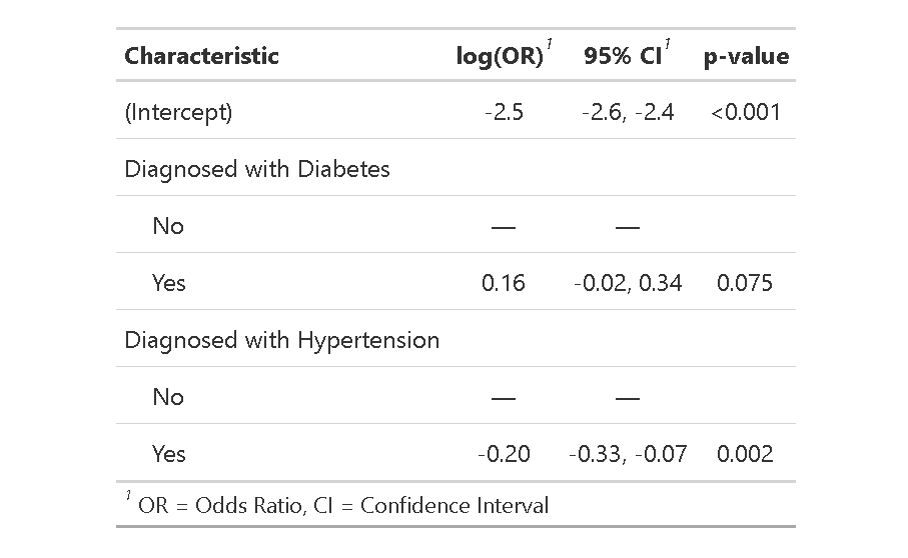 Characteristic log(OR)1 95% CI1 p-value
(Intercept) -2.5 -2.6, -2.4 <0.001
Diagnosed with Diabetes
No — —
Yes 0.16 -0.02, 0.34 0.075
Diagnosed with Hypertension
No — —
Yes -0.20 -0.33, -0.07 0.002
1 OR = Odds Ratio, CI = Confidence Interval